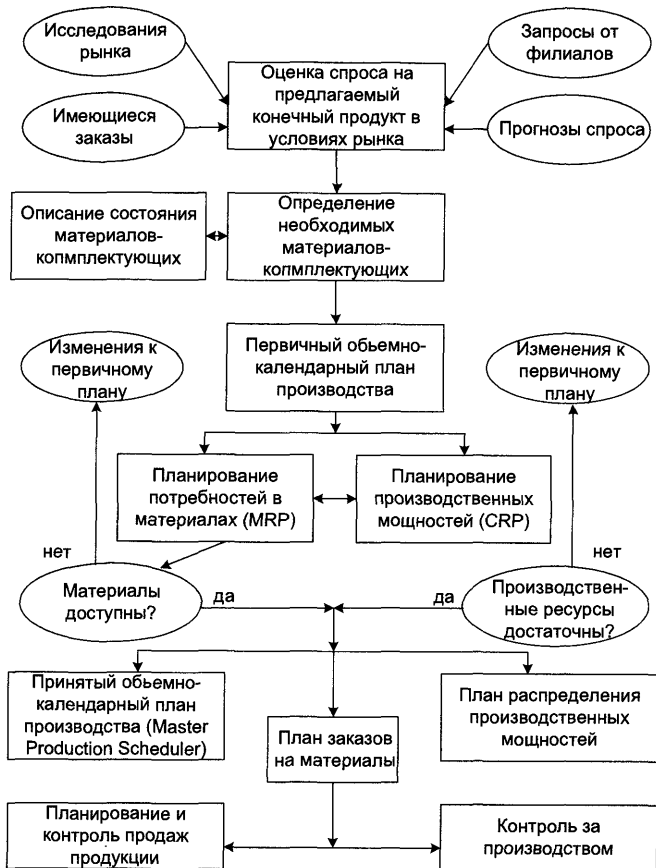 Исследования
рынка
Запросы от
филиалов
Оценка спроса на
предлагаемый
конечный продукт в
условиях рынка
Имеющиеся
заказы
Прогнозы спроса
Описание состояния
материалов-
копмплектующих
Определение
необходимых
материалов-
копмплектующих
Изменения к
первичному
плану
Первичный обьемно-
календарный план
производства
Изменения к
первичному
плану
Планирование
потребностей в
материалах (MRP)
Планирование
производственных
мощностей (CRP)
нет
нет
Материалы
доступны?
да
да
Производствен-
ные ресурсы
достаточны?
Принятый обьемно-
календарный план
производства (Master
Production Scheduler)
План заказов
на материалы
План распределения
производственных
мощностей
Планирование и
контроль продаж
продукции
Контроль за
производством